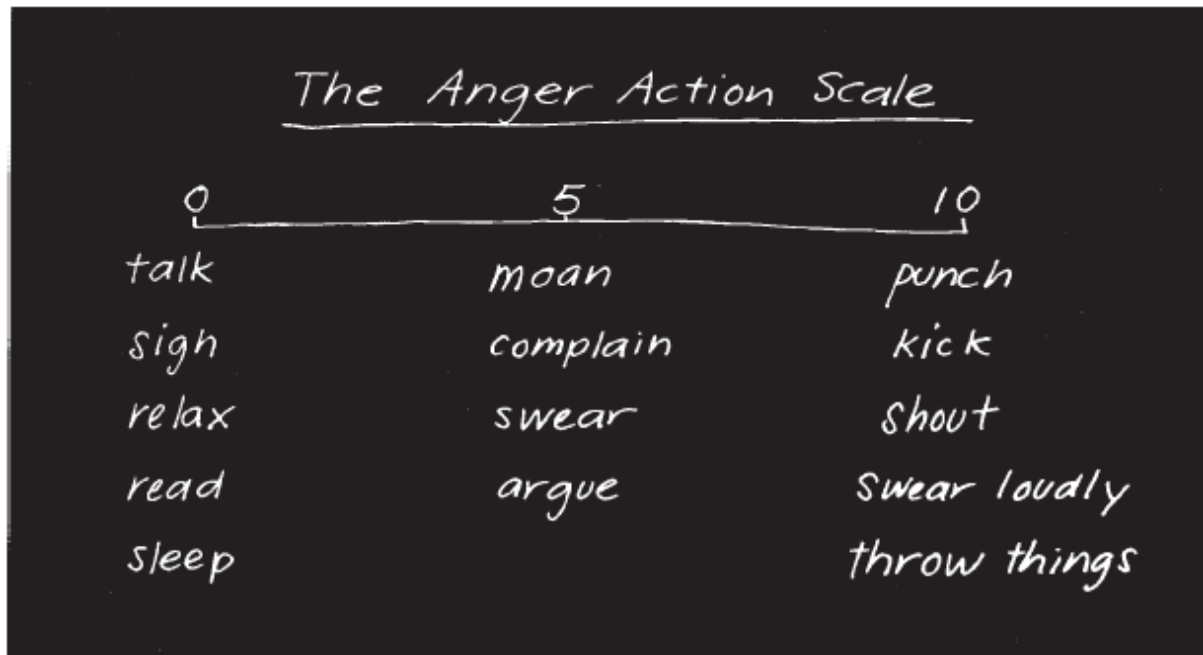 The Anger Action Scale
0 5 10
talk moan punch
sigh complain kick
relax swear shout
read argue swear loudly
sleep throw things